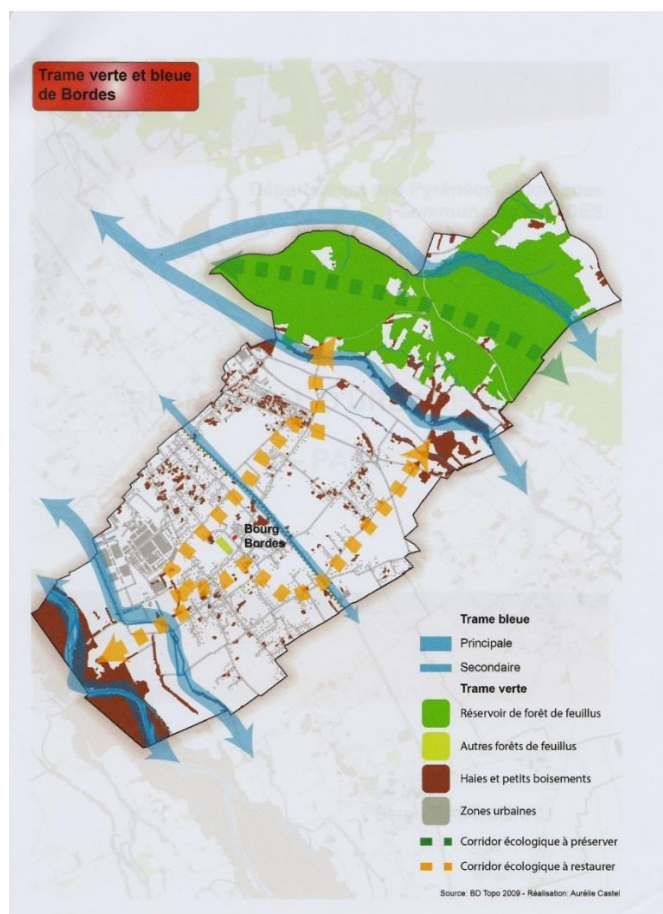 Trame verte et bleue
de Bordes
Bourg
Bordes
Trame bleue
Principale
Secondaire
Trame verte
Réservoir de forêt de feuillus
Autres forêts de feuillus
Haies et petits boisements
Zones urbaines
Corridor écologique à préserver
Corridor écologique à restaurer
Source: BD Topo 2009 - Réalisation: Aurélie Castel